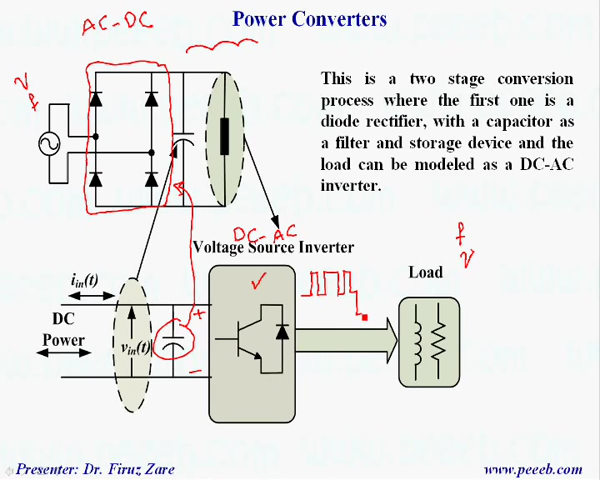 Power Converters
AC-DC
V
f
This is a two stage conversion
process where the first one is a
diode rectifier, with a capacitor as
a filter and storage device and the
load can be modeled as a DC-AC
inverter.
DC-AC
Voltage Source Inverter
f
V
Load
iin(t)
DC
Power
vin(t)
+
−
Presenter: Dr. Firuz Zare
www.peeeb.com